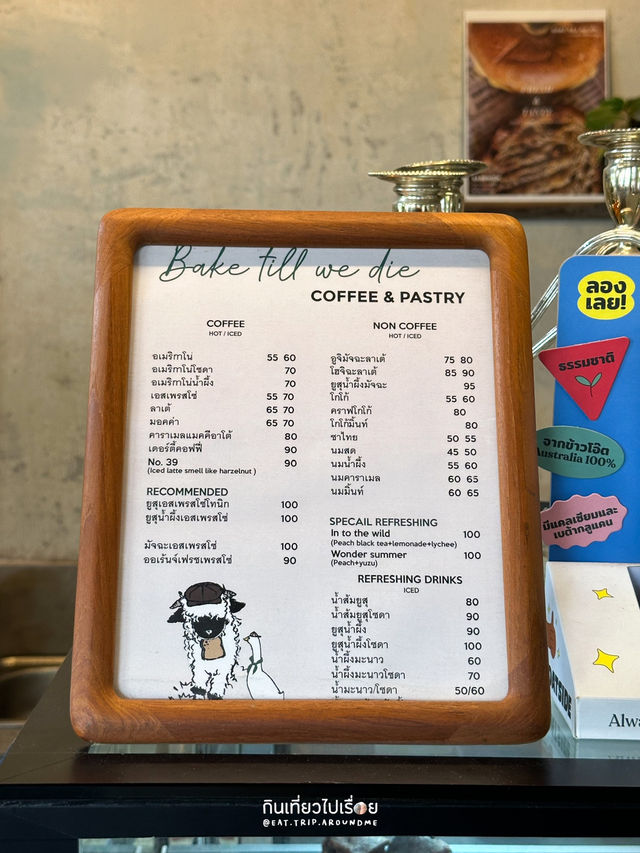 Bake till we die
COFFEE & PASTRY
COFFEE
HOT / ICED
อเมริกาโน่ 55 60
อเมริกาโน่โซดา 70
อเมริกาโน่น้ำผึ้ง 70
เอสเพรสโซ่ 55 70
ลาเต้ 65 70
มอคค่า 65 70
คาราเมลแมคคีอาโต้ 80
เดอร์ตี้คอฟฟี่ 90
No. 39 90
(Iced latte smell like harzelnut )
RECOMMENDED
ยูสุเอสเพรสโซ่โทนิก 100
ยูสุน้ำผึ้งเอสเพรสโซ่ 100
มัจฉะเอสเพรสโซ่ 100
ออเร้นจ์เฟรชเพรสโซ่ 90
NON COFFEE
HOT / ICED
อูจิมัจฉะลาเต้ 75 80
โฮจิฉะลาเต้ 85 90
ยูสุน้ำผึ้งมัจฉะ 95
โกโก้ 55 60
คราฟโกโก้ 80
โกโก้มิ้นท์ 80
ชาไทย 50 55
นมสด 45 50
นมน้ำผึ้ง 55 60
นมคาราเมล 60 65
นมมิ้นท์ 60 65
SPECAIL REFRESHING
In to the wild 100
(Peach black tea+lemonade+lychee)
Wonder summer 100
(Peach+yuzu)
REFRESHING DRINKS
ICED
น้ำส้มยูสุ 80
น้ำส้มยูสุโซดา 90
ยูสุน้ำผึ้ง 90
ยูสุน้ำผึ้งโซดา 100
น้ำผึ้งมะนาว 60
น้ำผึ้งมะนาวโซดา 70
น้ำมะนาว/โซดา 50/60
ลอง
เลย!
ธรรมชาติ
จากข้าวโอ๊ต
Australia 100%
มีแคลเซียมและ
เบต้ากลูแคน
กินเที่ยวไปเรื่อย
@EAT.TRIP.AROUNDME